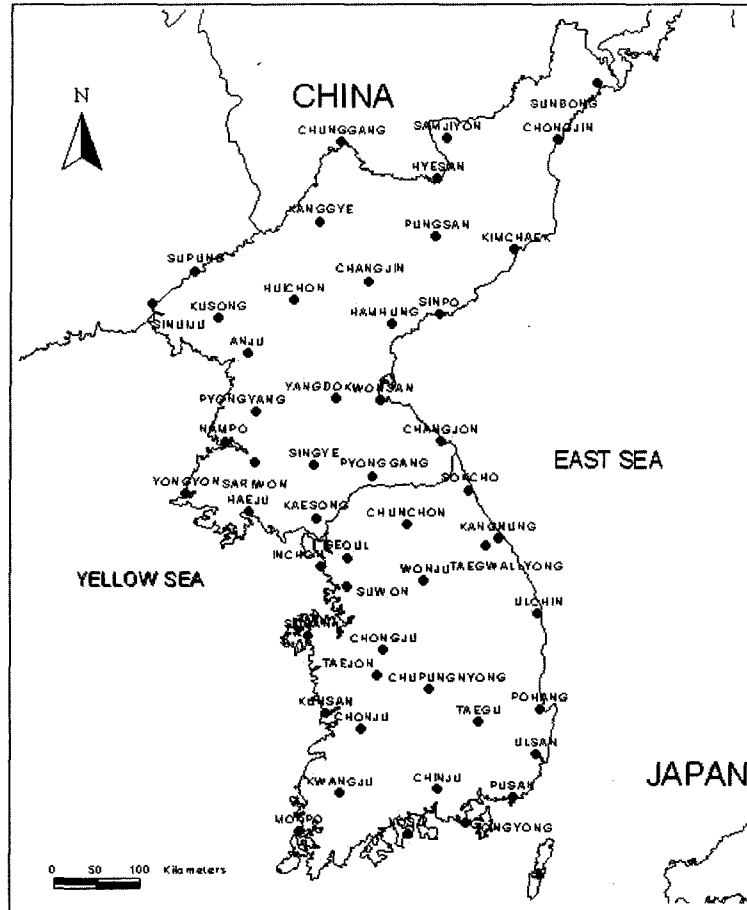 CHINA
N
SUNBONG
SAMJIYON
CHONGJIN
CHUNGGANG
HYESAN
KANGGYE
PUNGSAN
KIMCHAEK
SUPUNG
CHANGJIN
HUICHON
SINPO
KUSONG
HAMHUNG
SINUIJU
ANJU
YANGDOK
WONSAN
PYONGYANG
NAMPO
CHANGJON
EAST SEA
SINGYE
PYONGGANG
YONGYON
SARIWON
SOKCHO
HAEJU
KAESONG
CHUNCHON
KANGNUNG
SEOUL
INCHON
TAEGWALLYONG
YELLOW SEA
WONJU
SUWON
ULCHIN
CHONGJU
TAEJON
CHUPUNGNYONG
KUNSAN
POHANG
CHONJU
TAEGU
ULSAN
JAPAN
KWANGJU
CHINJU
PUSAN
MOKPO
TONGYONG
0 50 100 Kilometers